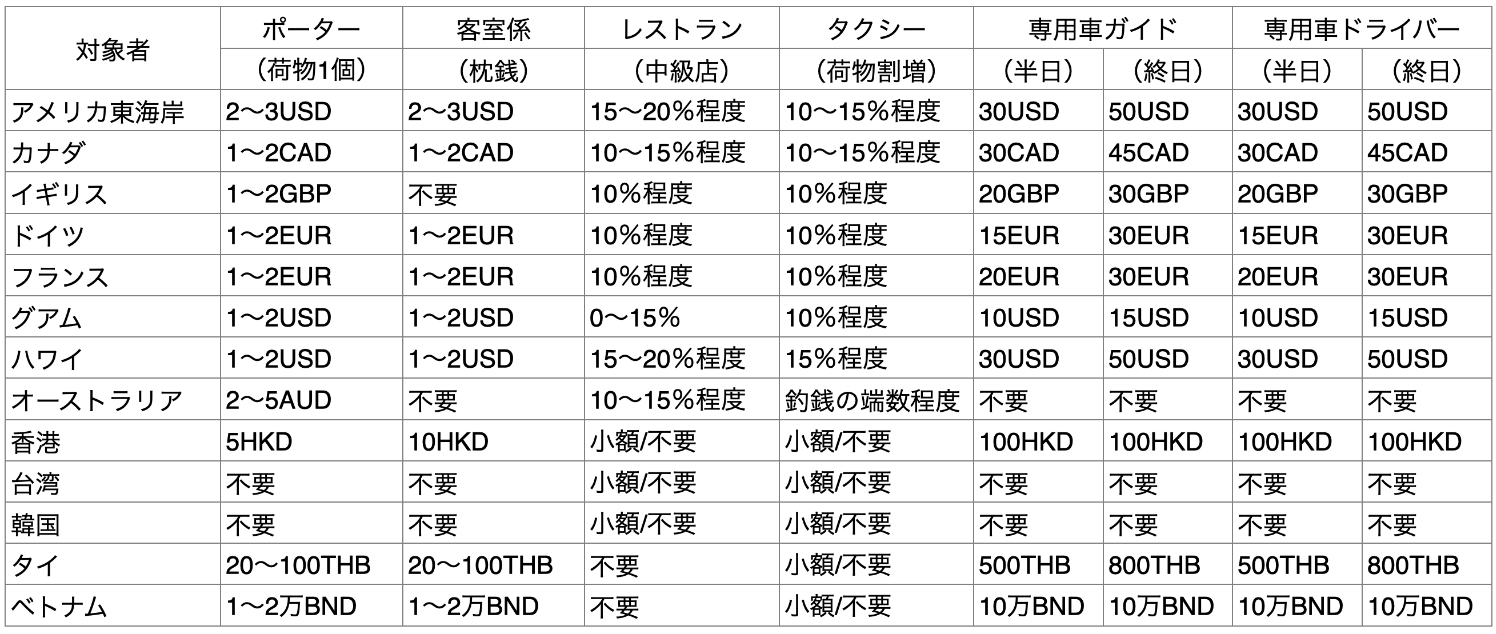 対象者 ポーター 客室係 レストラン タクシー 専用車ガイド 専用車ドライバー
（荷物1個） （枕銭） （中級店） （荷物割増） （半日） （終日） （半日） （終日）
アメリカ東海岸 2〜3USD 2〜3USD 15〜20%程度 10〜15%程度 30USD 50USD 30USD 50USD
カナダ 1〜2CAD 1〜2CAD 10〜15%程度 10〜15%程度 30CAD 45CAD 30CAD 45CAD
イギリス 1〜2GBP 不要 10%程度 10%程度 20GBP 30GBP 20GBP 30GBP
ドイツ 1〜2EUR 1〜2EUR 10%程度 10%程度 15EUR 30EUR 15EUR 30EUR
フランス 1〜2EUR 1〜2EUR 10%程度 10%程度 20EUR 30EUR 20EUR 30EUR
グアム 1〜2USD 1〜2USD 0〜15% 10%程度 10USD 15USD 10USD 15USD
ハワイ 1〜2USD 1〜2USD 15〜20%程度 15%程度 30USD 50USD 30USD 50USD
オーストラリア 2〜5AUD 不要 10〜15%程度 釣銭の端数程度 不要 不要 不要 不要
香港 5HKD 10HKD 小額/不要 小額/不要 100HKD 100HKD 100HKD 100HKD
台湾 不要 不要 小額/不要 小額/不要 不要 不要 不要 不要
韓国 不要 不要 小額/不要 小額/不要 不要 不要 不要 不要
タイ 20〜100THB 20〜100THB 不要 小額/不要 500THB 800THB 500THB 800THB
ベトナム 1〜2万BND 1〜2万BND 不要 小額/不要 10万BND 10万BND 10万BND 10万BND